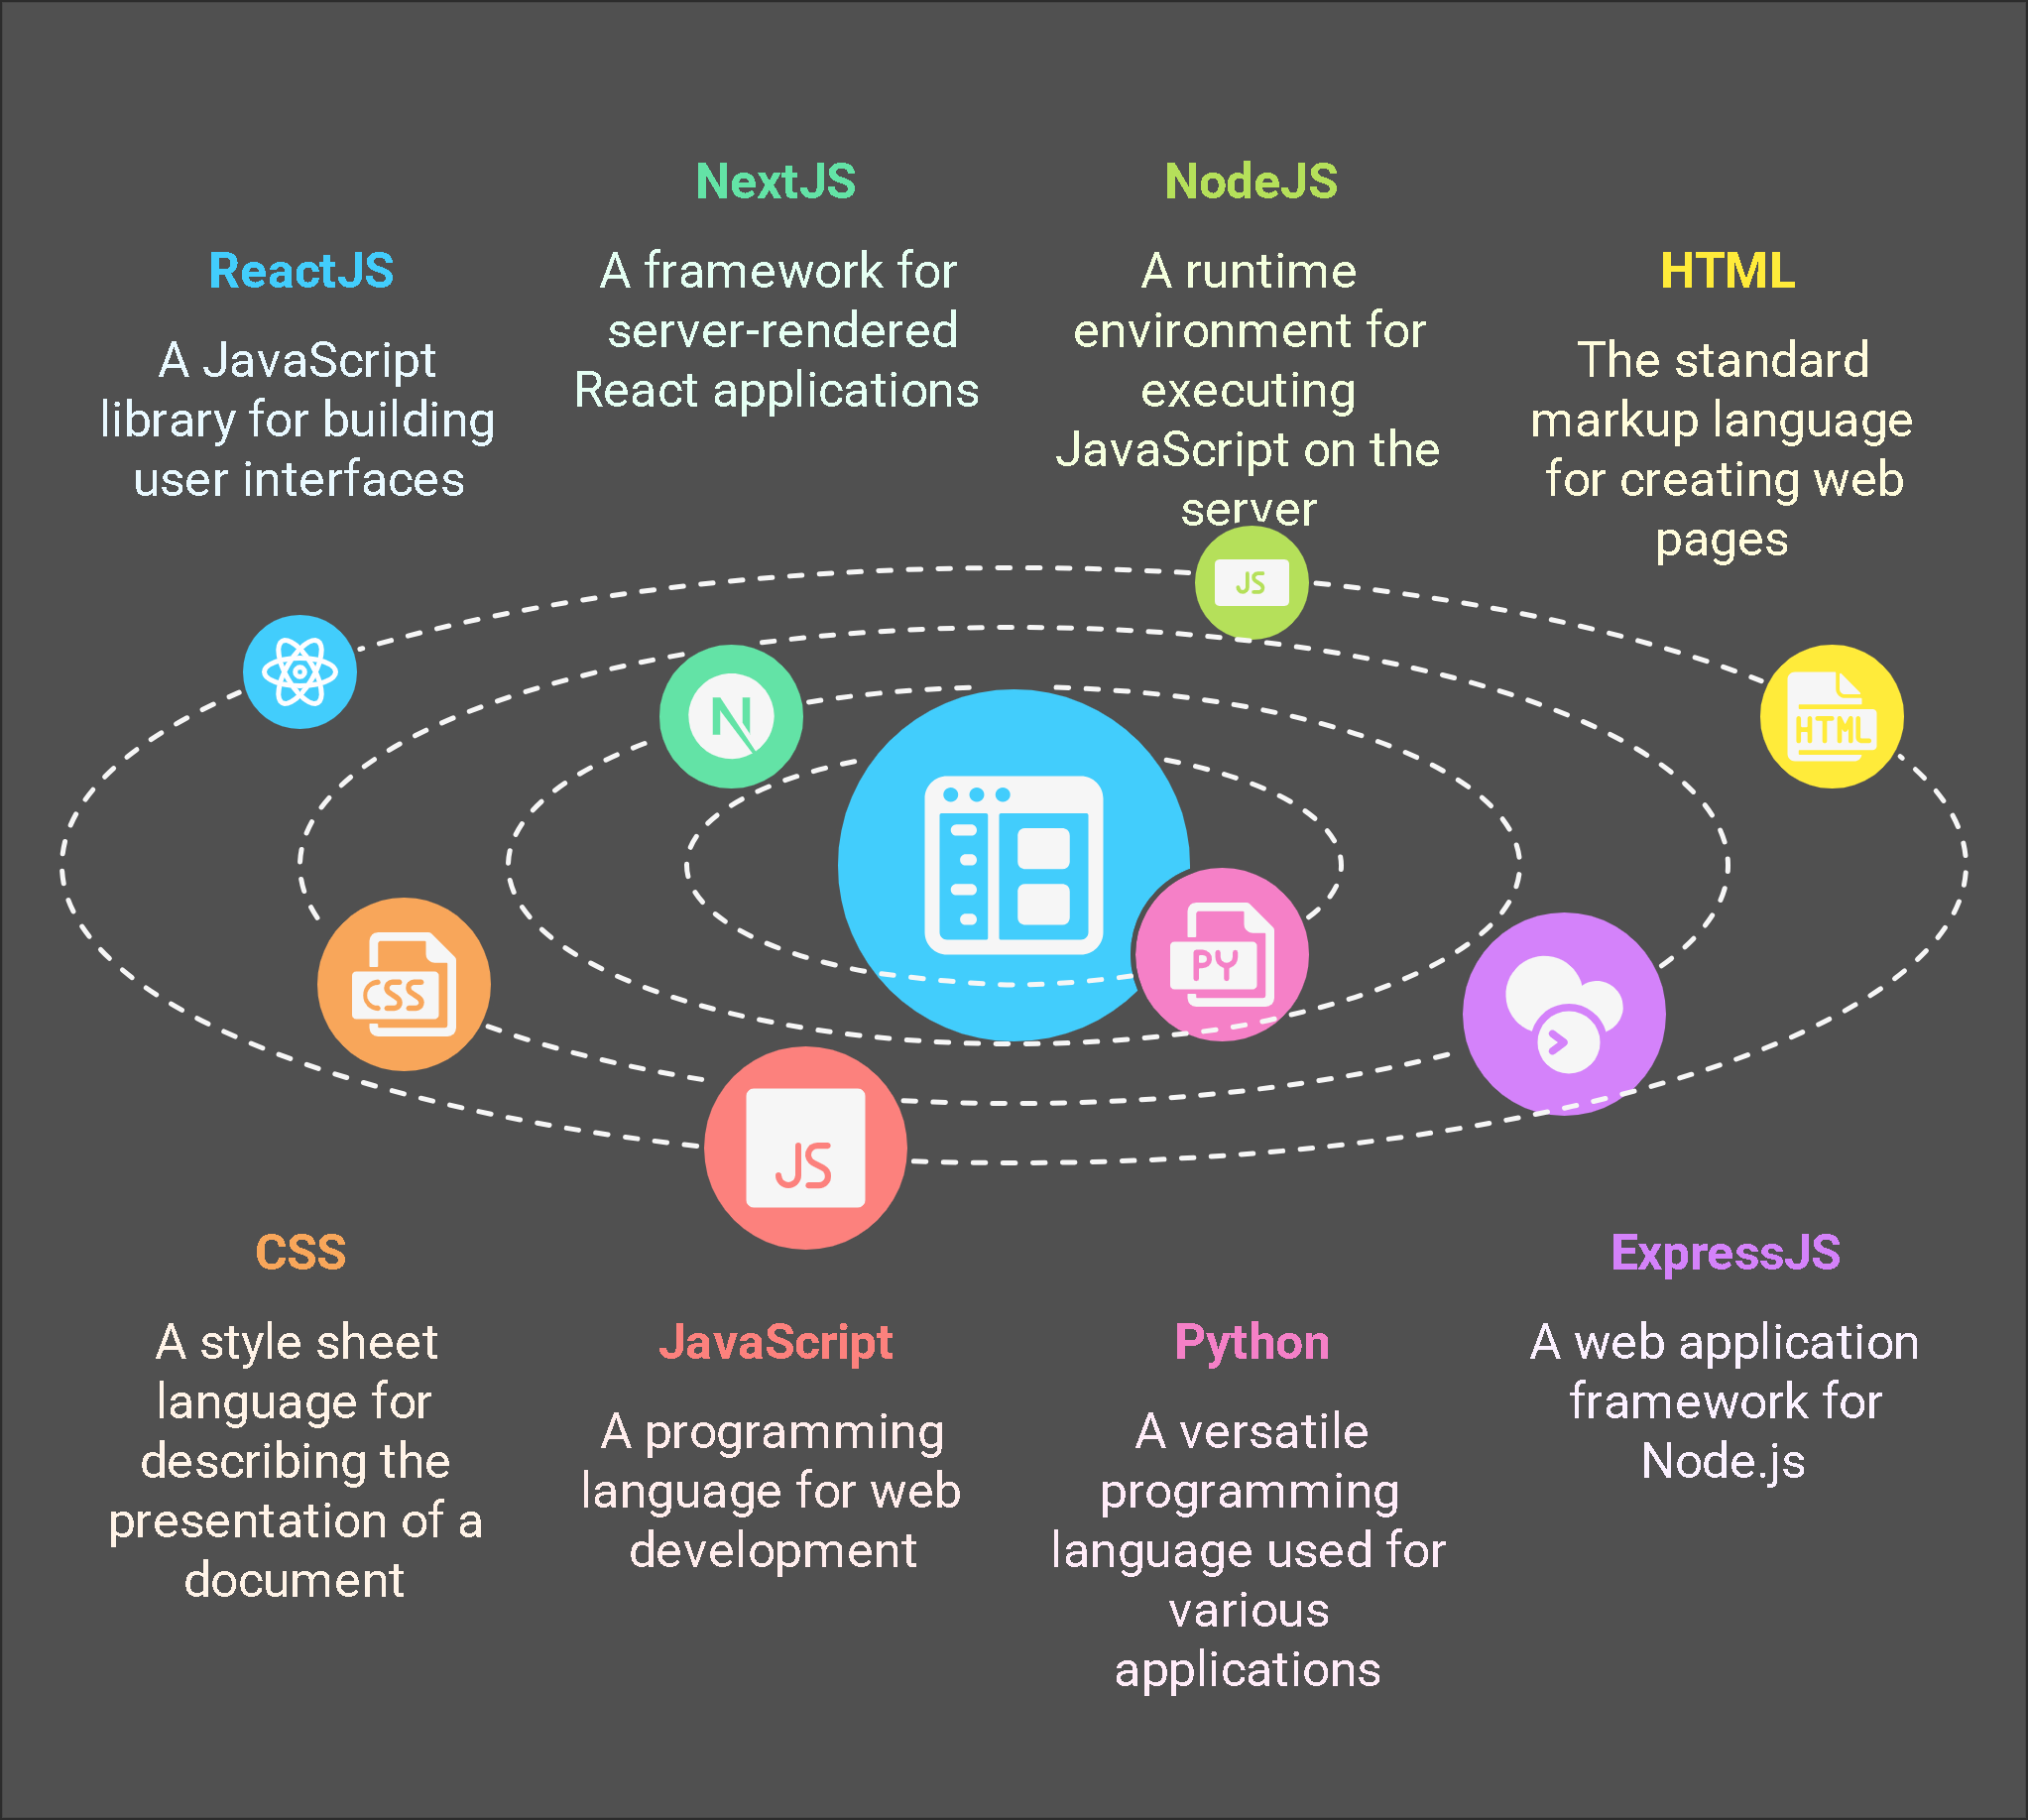 NextJS
A framework for
server-rendered
React applications
NodeJS
A runtime
environment for
executing
JavaScript on the
server
ReactJS
A JavaScript
library for building
user interfaces
HTML
The standard
markup language
for creating web
pages
JS
N
HTML
CSS
PY
JS
CSS
A style sheet
language for
describing the
presentation of a
document
JavaScript
A programming
language for web
development
Python
A versatile
programming
language used for
various
applications
ExpressJS
A web application
framework for
Node.js